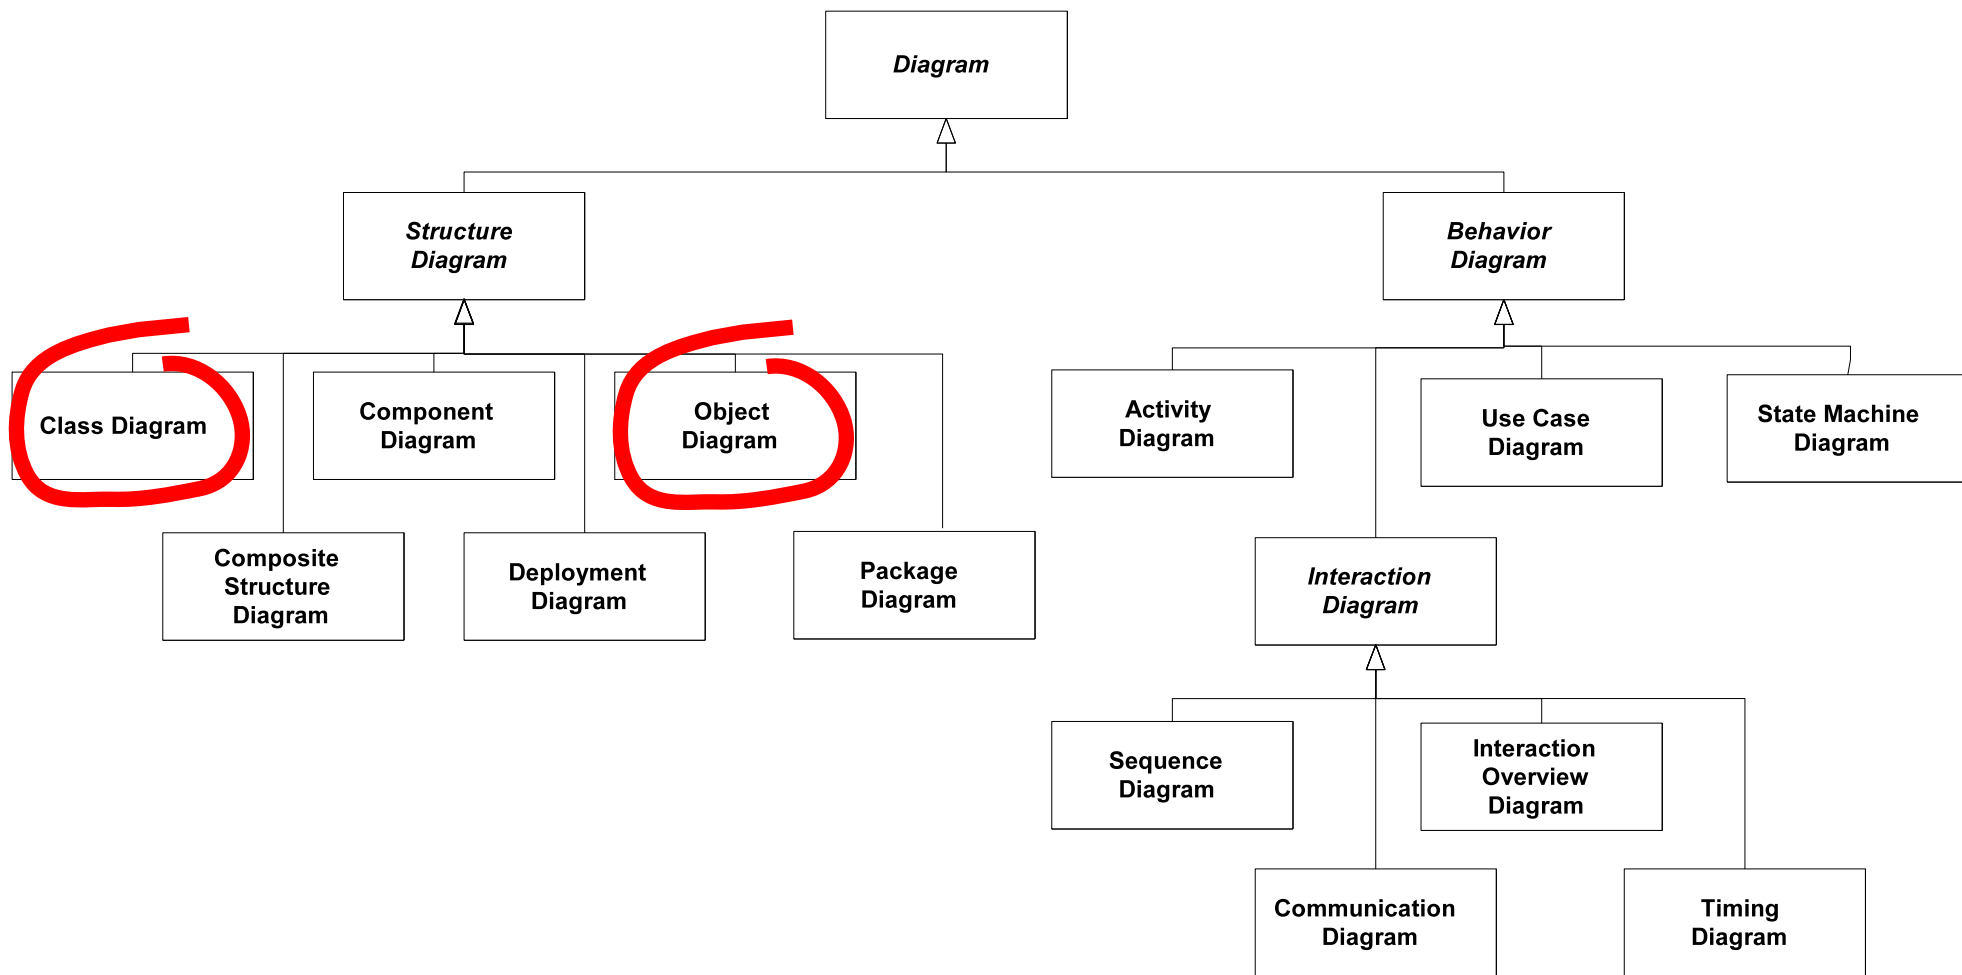 Diagram
Structure
Diagram
Behavior
Diagram
Class Diagram
Component
Diagram
Object
Diagram
Activity
Diagram
Use Case
Diagram
State Machine
Diagram
Composite
Structure
Diagram
Deployment
Diagram
Package
Diagram
Interaction
Diagram
Sequence
Diagram
Interaction
Overview
Diagram
Communication
Diagram
Timing
Diagram